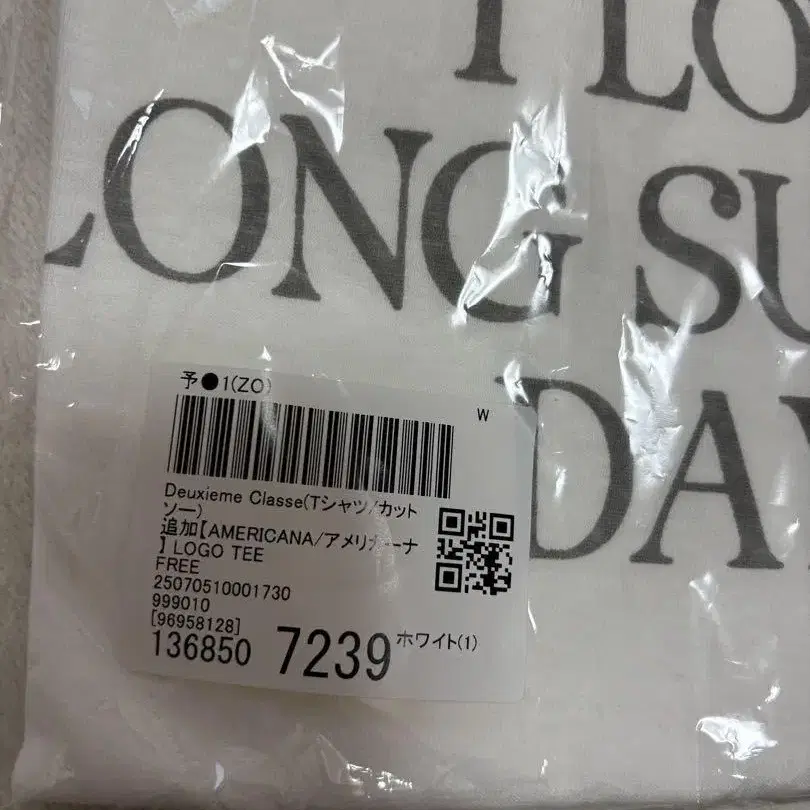 I LO
LONG SU
DAY
予●1(ZO)
W
Deuxieme Classe(Tシャツ/カット
ソー)
追加【AMERICANA/アメリカーナ
】 LOGO TEE
FREE
25070510001730
999010
[96958128]
136850 7239 ホワイト(1)